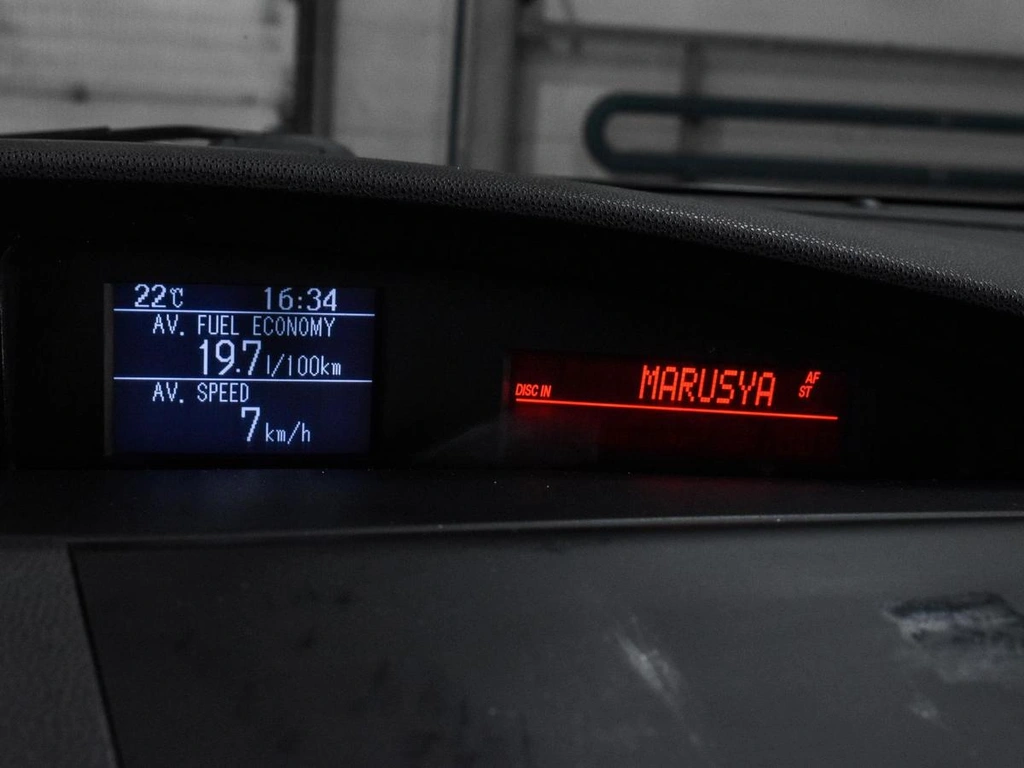 22℃ 16:34
AV. FUEL ECONOMY
19.7 l/100km
AV. SPEED
7 km/h
DISC IN MARUSYA AF
ST